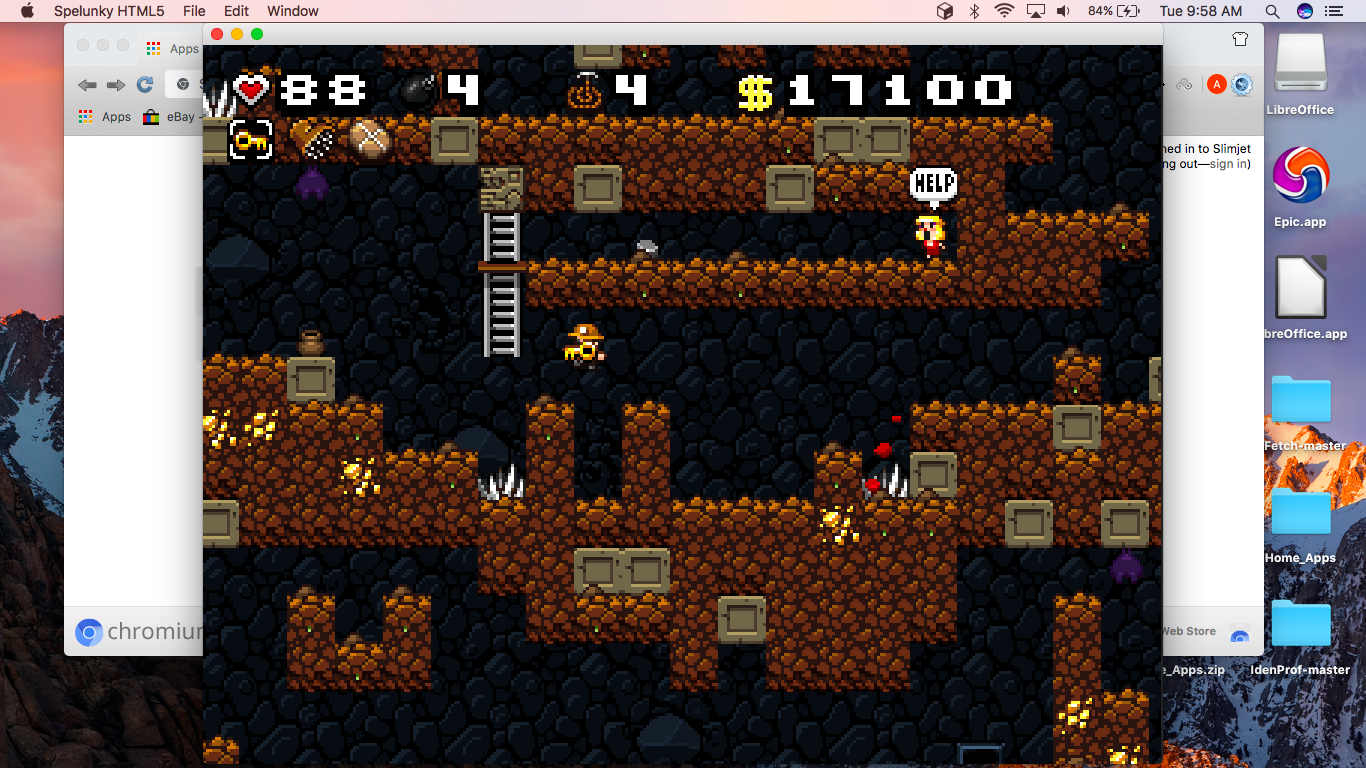 Spelunky HTML5 File Edit Window 84% Tue 9:58 AM
Apps
Apps eBay
A
88 4 4 $17100
HELP
ned in to Slimjet
ng out—sign in)
chromium
Web Store
e_Apps.zip
LibreOffice
Epic.app
breOffice.app
Fetch-master
Home_Apps
IdenProf-master